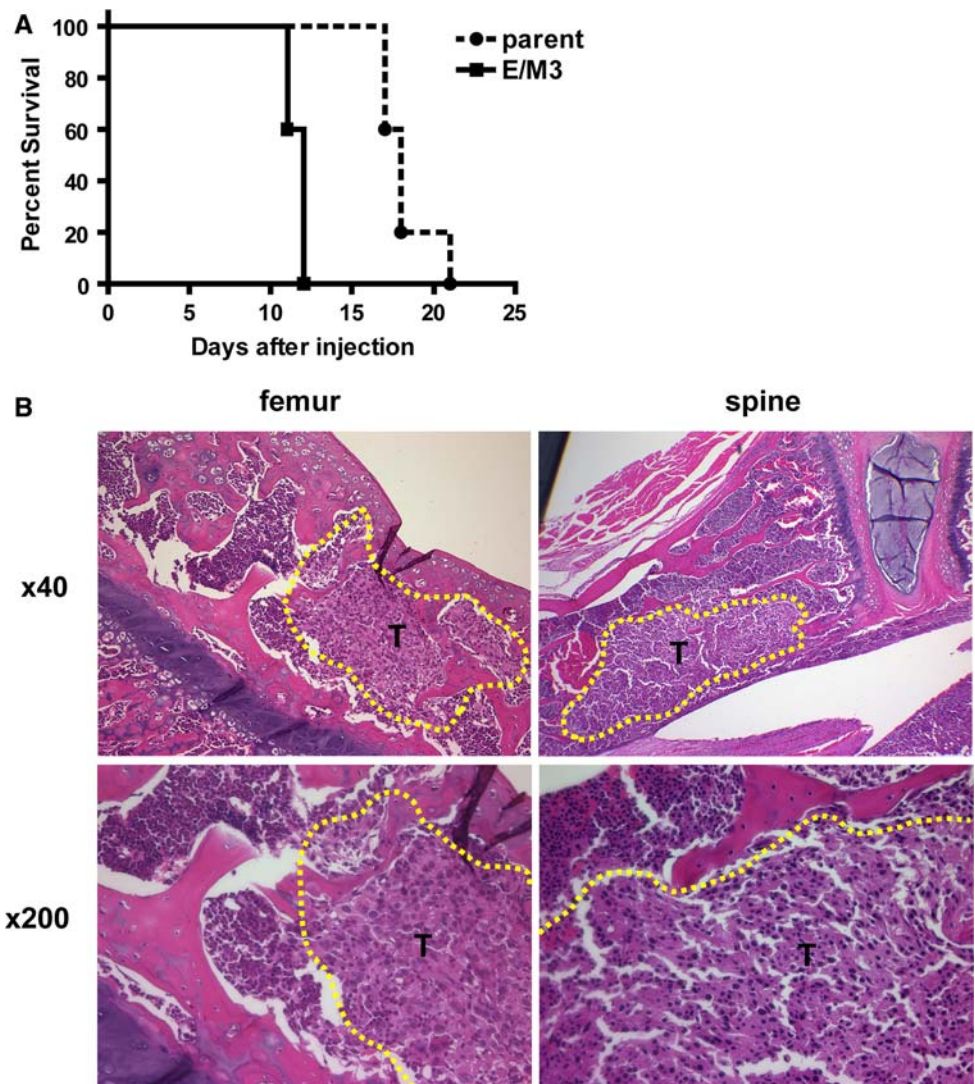 A
100
80
60
40
20
0
Percent Survival
0 5 10 15 20 25
Days after injection
parent
E/M3
B
femur spine
x40
T T
x200
T T